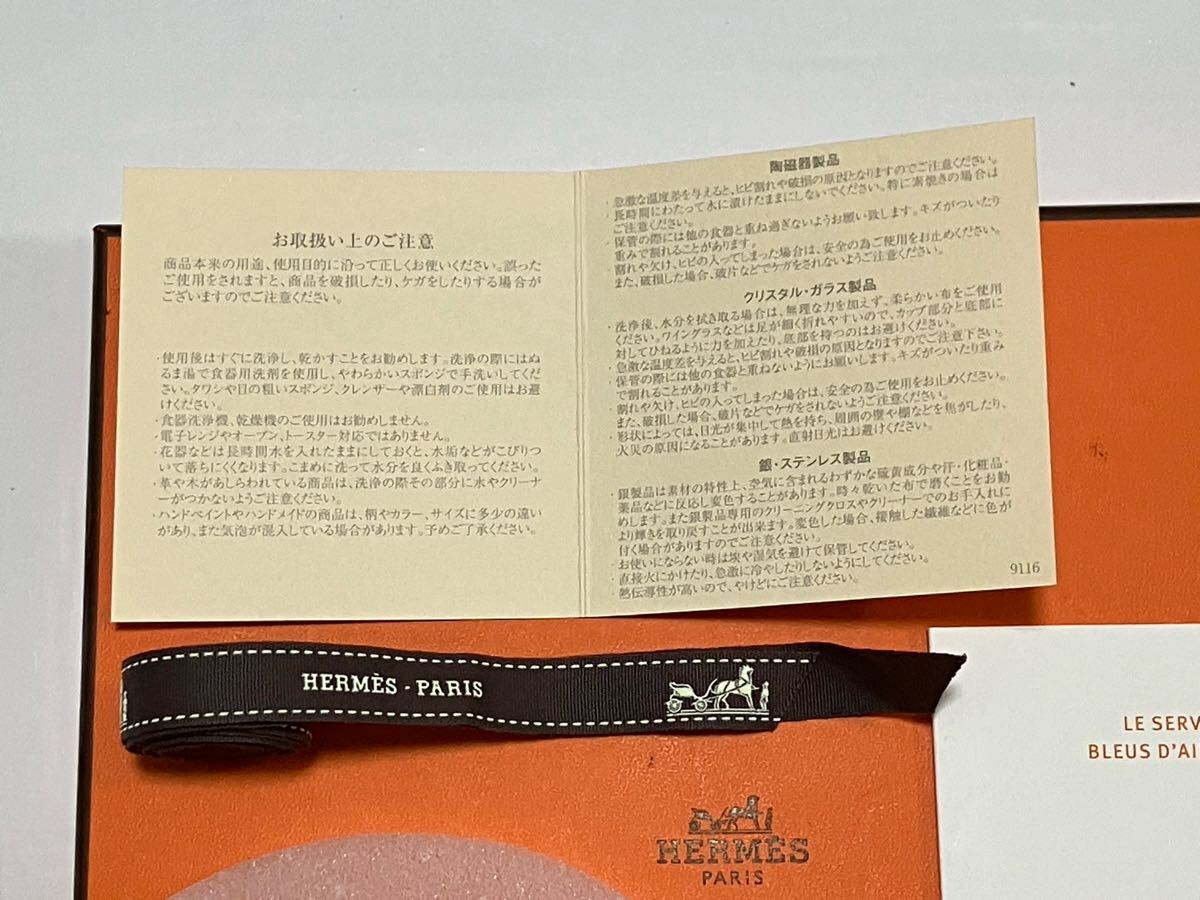 お取扱い上のご注意
商品本来の用途、使用目的に沿って正しくお使いください。誤った
ご使用をされますと、商品を破損したり、ケガをしたりする場合が
ございますのでご注意ください。
・使用後はすぐに洗浄し、乾かすことをお勧めします。洗浄の際にはぬ
るま湯で食器用洗剤を使用し、やわらかいスポンジで手洗いしてくだ
さい。タワシや目の粗いスポンジ、クレンザーや漂白剤のご使用はお避
けください。
・食器洗浄機、乾燥機のご使用はお勧めしません。
・電子レンジやオーブン、トースター対応ではありません。
・花器などは長時間水を入れたままにしておくと、水垢などがこびりつ
いて落ちにくくなります。こまめに洗って水分を良くふき取ってください。
・革や木があしらわれている商品は、洗浄の際その部分に水やクリーナ
ーがつかないようご注意ください。
・ハンドペイントやハンドメイドの商品は、柄やカラー、サイズに多少の違い
があり、また気泡が混入している場合があります。予めご了承ください。
陶磁器製品
・急激な温度差を与えると、ヒビ割れや破損の原因となりますのでご注意ください。
・長時間にわたって水に漬けたままにしないでください。特に素焼きの場合は
ご注意ください。
・保管の際には他の食器と重ね過ぎないようお願い致します。キズがついたり
重みで割れることがあります。
・割れや欠け、ヒビの入ってしまった場合は、安全の為ご使用をお止めください。
また、破損した場合、破片などでケガをされないようご注意ください。
クリスタル・ガラス製品
・洗浄後、水分を拭き取る場合は、無理な力を加えず、柔らかい布をご使用
ください。ワイングラスなどは足が細く折れやすいので、カップ部分と底部に
対してひねるように力を加えたり、底部を持つのはお避けください。
・急激な温度差を与えると、ヒビ割れや破損の原因となりますのでご注意下さい。
・保管の際には他の食器と重ねないようにお願いします。キズがついたり重み
で割れることがあります。
・割れや欠け、ヒビの入ってしまった場合は、安全の為ご使用をお止めください。
また、破損した場合、破片などでケガをされないようご注意ください。
・形状によっては、日光が集中して熱を持ち、周囲の壁や棚などを焦がしたり、
火災の原因になることがあります。直射日光はお避けください。
銀・ステンレス製品
・銀製品は素材の特性上、空気に含まれるわずかな硫黄成分や汗・化粧品・
薬品などに反応し変色することがあります。時々乾いた布で磨くことをお勧
めします。また銀製品専用のクリーニングクロスやクリーナーでのお手入れに
より輝きを取り戻すことが出来ます。変色した場合、接触した繊維などに色が
付く場合がありますのでご注意ください。
・お使いにならない時は埃や湿気を避けて保管してください。
・直接火にかけたり、急激に冷やしたりしないようにしてください。
・熱伝導性が高いので、やけどにご注意ください。
9116
HERMÈS - PARIS
LE SERV
BLEUS D'AI
HERMÈS
PARIS